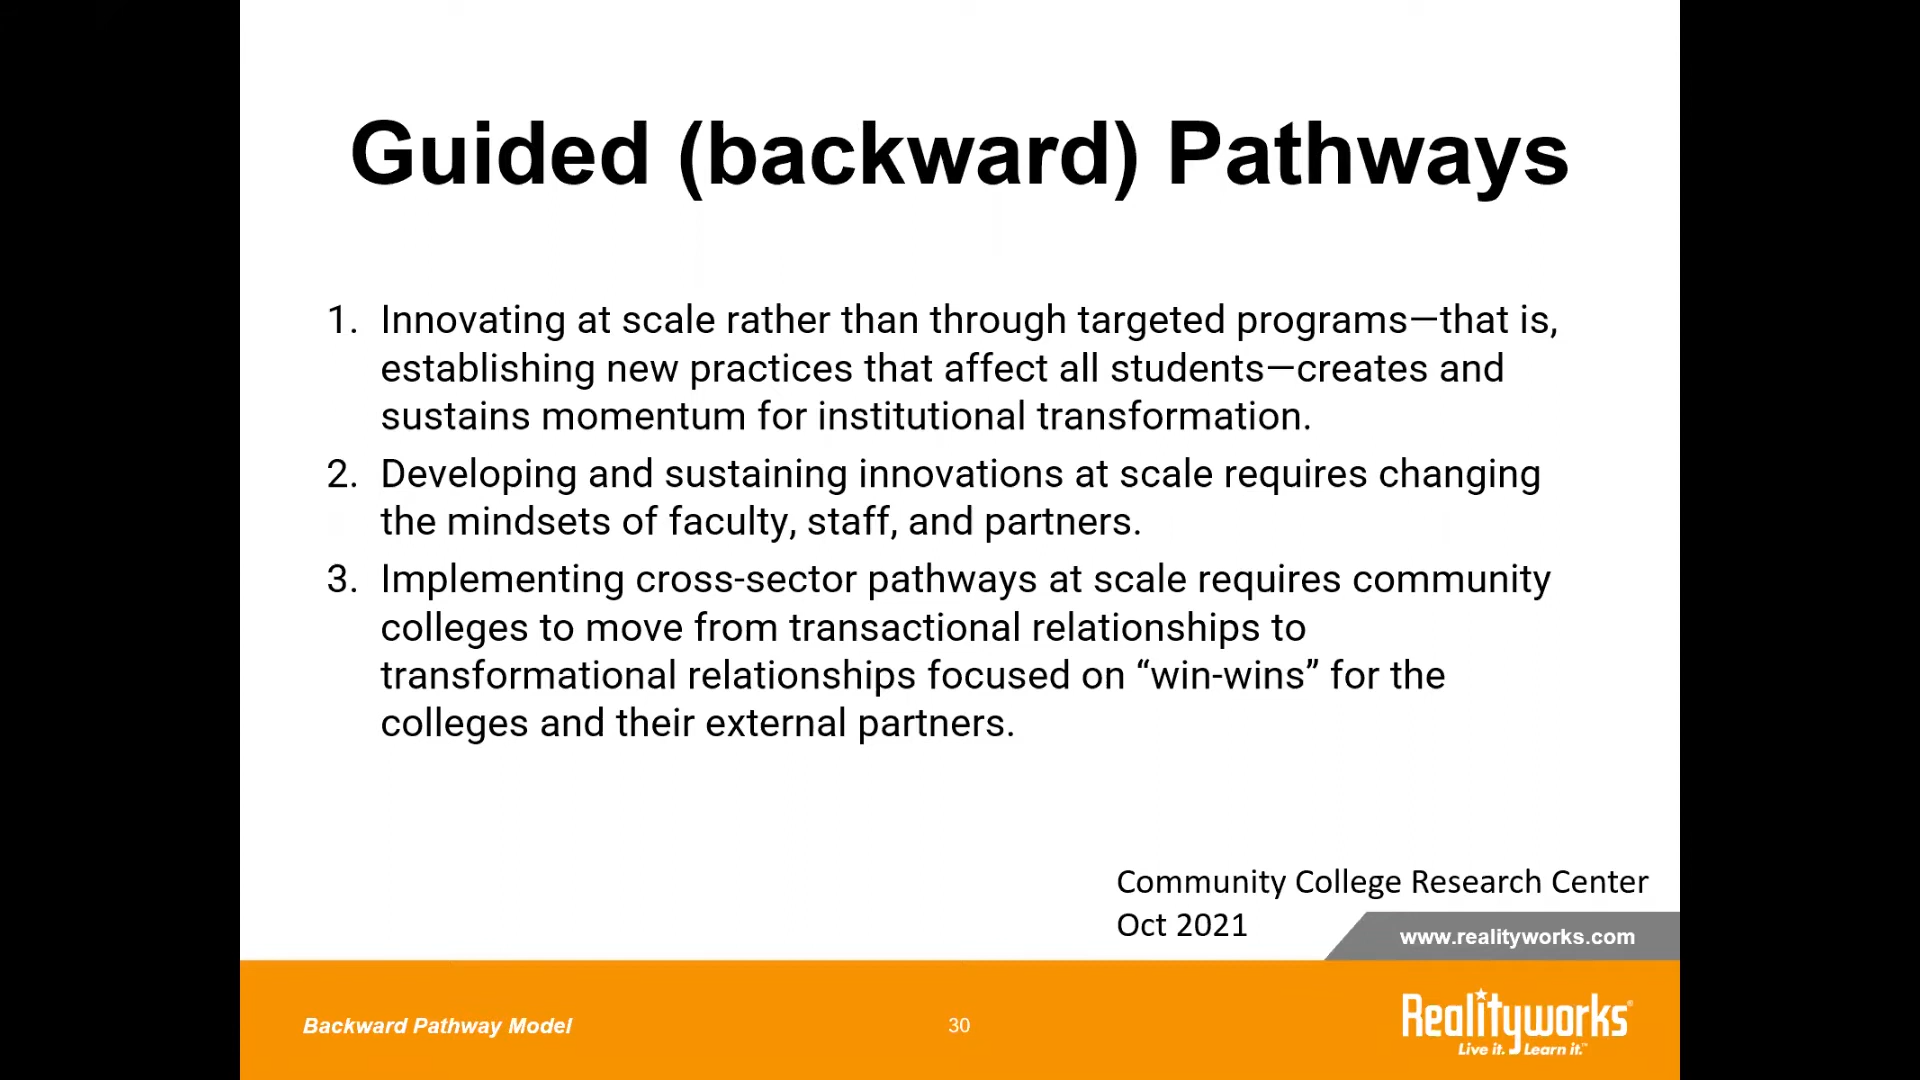 Guided (backward) Pathways
1. Innovating at scale rather than through targeted programs—that is,
establishing new practices that affect all students—creates and
sustains momentum for institutional transformation.
2. Developing and sustaining innovations at scale requires changing
the mindsets of faculty, staff, and partners.
3. Implementing cross-sector pathways at scale requires community
colleges to move from transactional relationships to
transformational relationships focused on “win-wins” for the
colleges and their external partners.
Community College Research Center
Oct 2021
www.realityworks.com
Backward Pathway Model
30
Realityworks®
Live it. Learn it.™